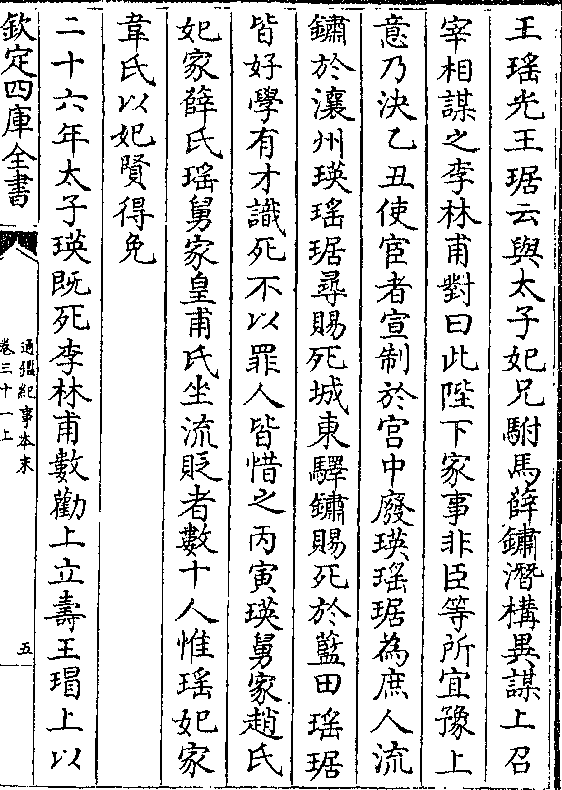 王瑤光王琚云與太子妃兄駙馬薛鏽潛構異謀上召
宰相謀之李林甫對曰此陛下家事非臣等所宜豫上
意乃決乙丑使宦者宣制於宫中廢瑛瑤琚為庶人流
鏽於瀼州瑛瑤琚尋賜死城東驛鏽賜死於藍田瑤琚
皆好學有才識死不以罪人皆惜之丙寅瑛舅家趙氏
妃家薛氏瑤舅家皇甫氏坐流貶者數十人惟瑤妃家
韋氏以妃賢得免
二十六年太子瑛既死李林甫數勸上立壽王瑁上以
欽定四庫全書
通鑑紀事本末
卷三十一上
五